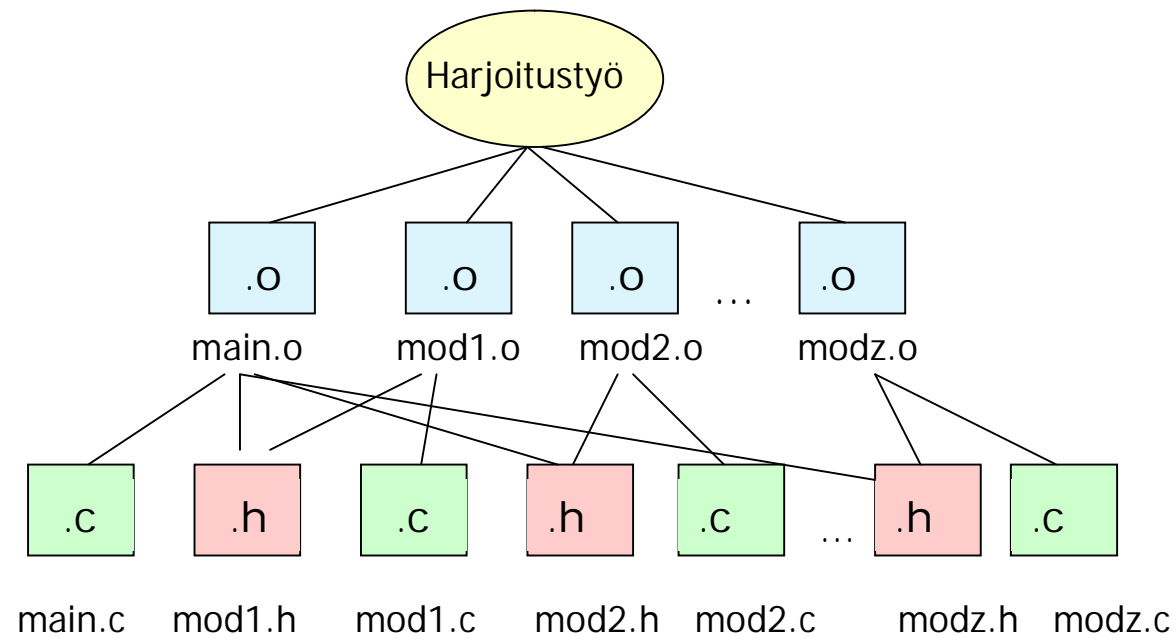 Harjoitustyö
.o .o .o ... .o
main.o mod1.o mod2.o modz.o
.c .h .c .h .c ... .h .c
main.c mod1.h mod1.c mod2.h mod2.c modz.h modz.c